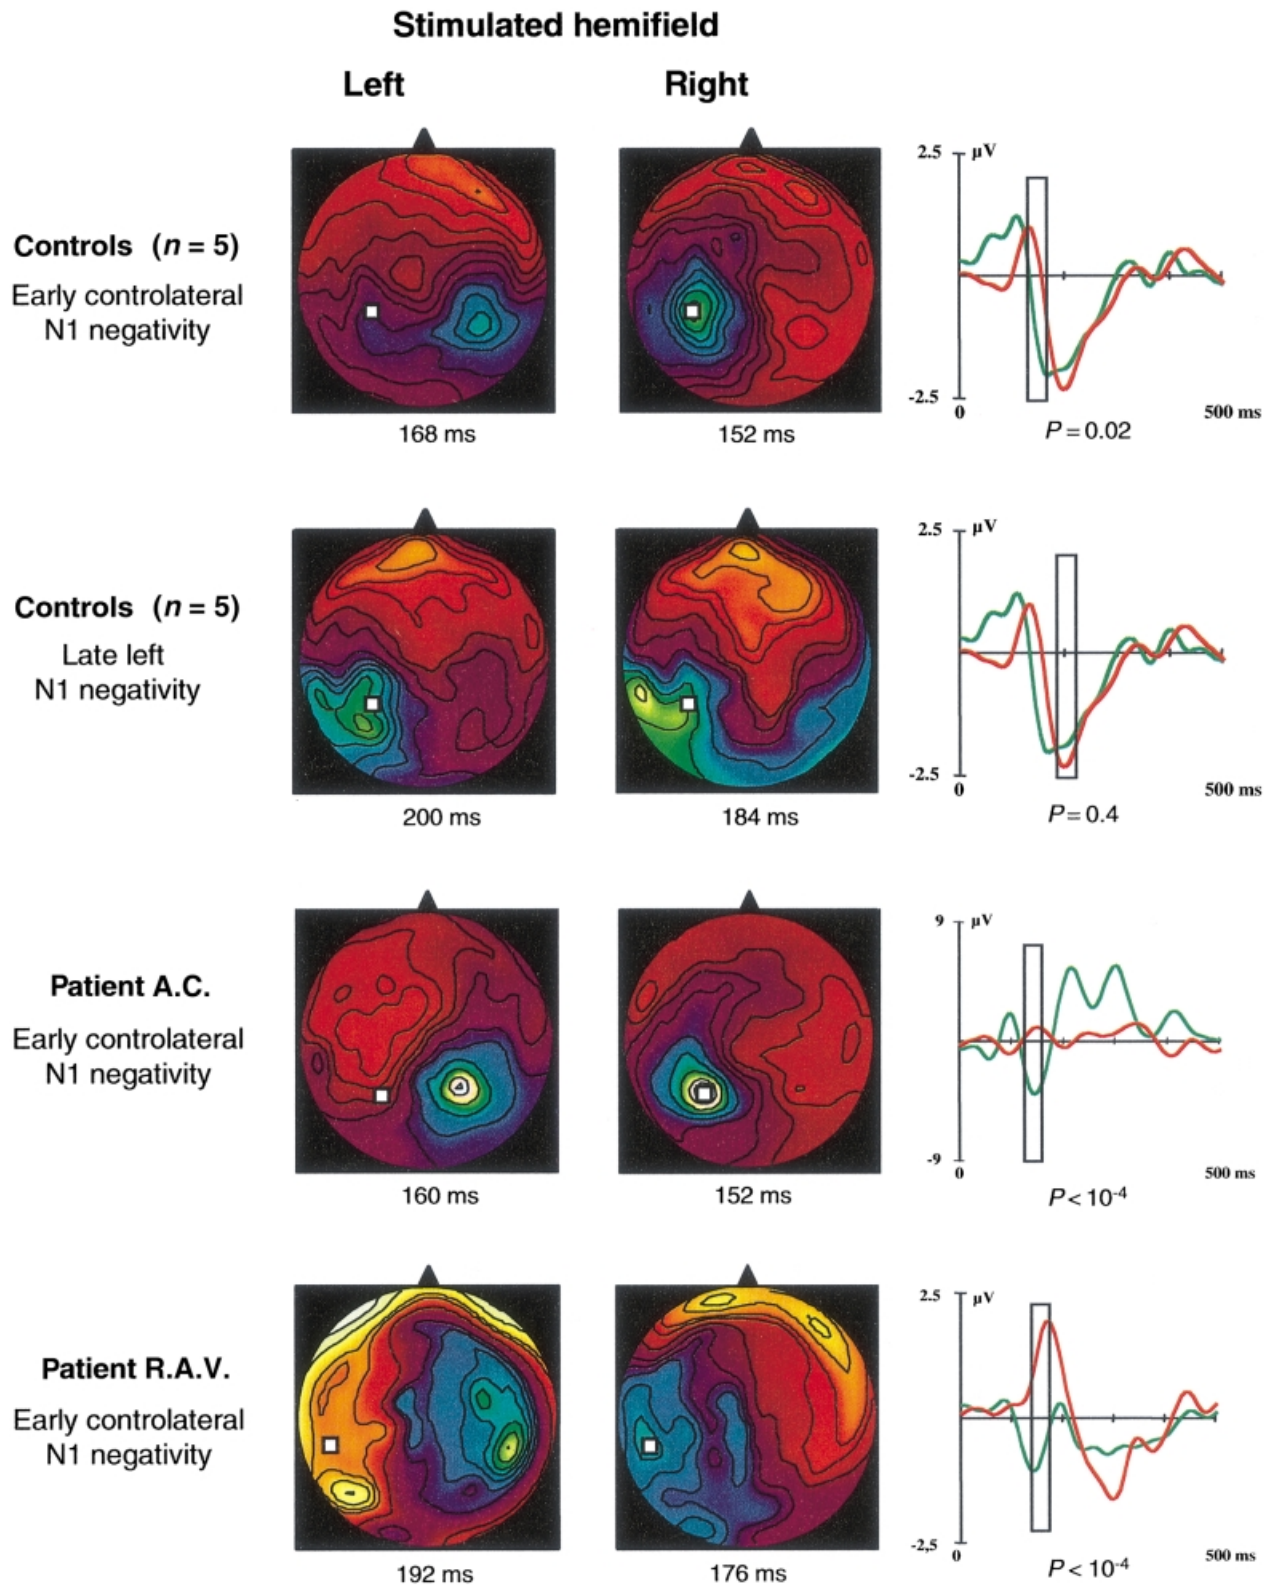 Stimulated hemifield
Left
Right
Controls (n = 5)
Early controlateral
N1 negativity
168 ms
152 ms
2.5
µV
-2.5
0
500 ms
P = 0.02
Controls (n = 5)
Late left
N1 negativity
200 ms
184 ms
2.5
µV
-2.5
0
500 ms
P = 0.4
Patient A.C.
Early controlateral
N1 negativity
160 ms
152 ms
9
µV
-9
0
500 ms
P < 10⁻⁴
Patient R.A.V.
Early controlateral
N1 negativity
192 ms
176 ms
2.5
µV
-2,5
0
500 ms
P < 10⁻⁴